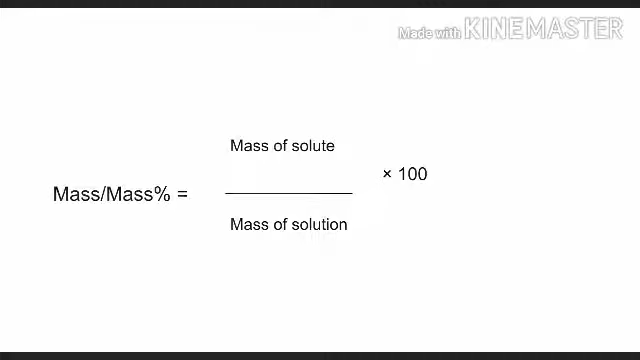 Made with KINEMASTER
Mass of solute
× 100
Mass/Mass% =
Mass of solution